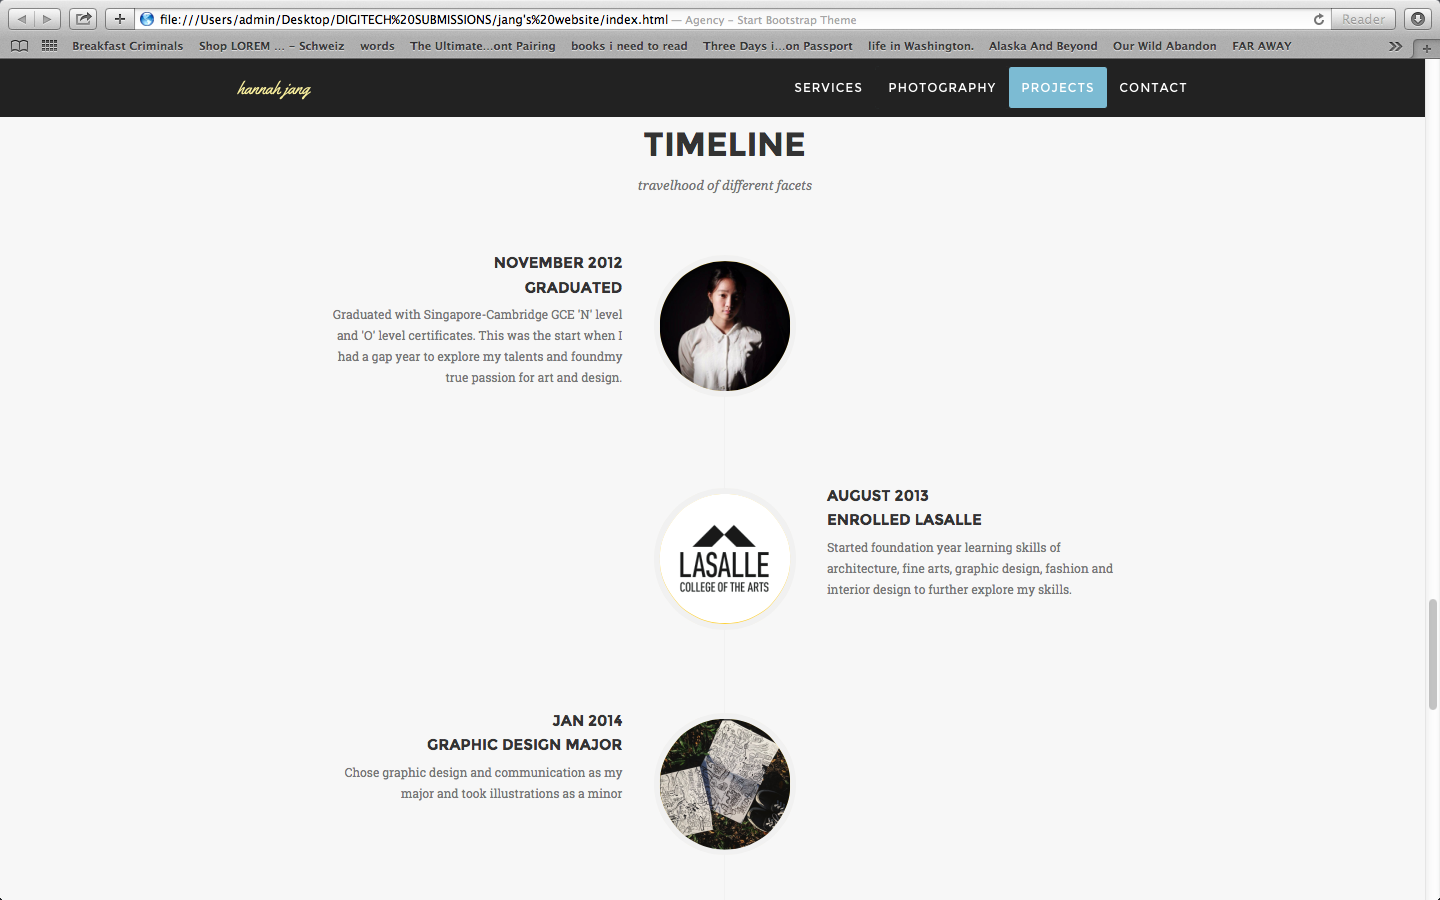 file:///Users/admin/Desktop/DIGITECH%20SUBMISSIONS/jang's%20website/index.html — Agency – Start Bootstrap Theme
Reader
Breakfast Criminals Shop LOREM ... – Schweiz words The Ultimate...ont Pairing books i need to read Three Days i...on Passport life in Washington. Alaska And Beyond Our Wild Abandon FAR AWAY
hannah jang
SERVICES PHOTOGRAPHY PROJECTS CONTACT
TIMELINE
travelhood of different facets
NOVEMBER 2012
GRADUATED
Graduated with Singapore-Cambridge GCE 'N' level
and 'O' level certificates. This was the start when I
had a gap year to explore my talents and foundmy
true passion for art and design.
LASALLE
COLLEGE OF THE ARTS
AUGUST 2013
ENROLLED LASALLE
Started foundation year learning skills of
architecture, fine arts, graphic design, fashion and
interior design to further explore my skills.
JAN 2014
GRAPHIC DESIGN MAJOR
Chose graphic design and communication as my
major and took illustrations as a minor